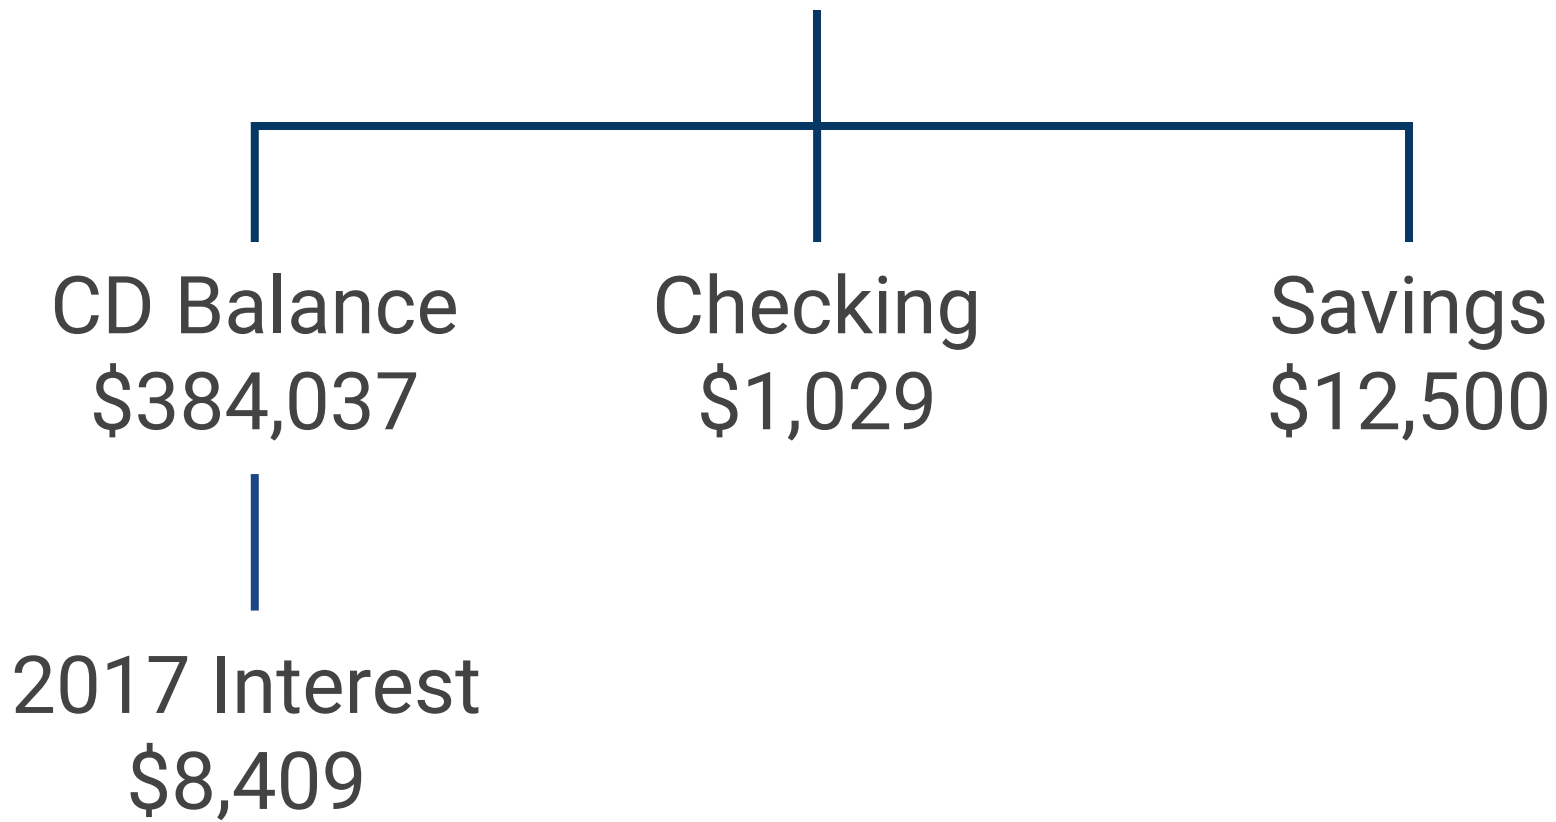 CD Balance
$384,037
Checking
$1,029
Savings
$12,500
2017 Interest
$8,409